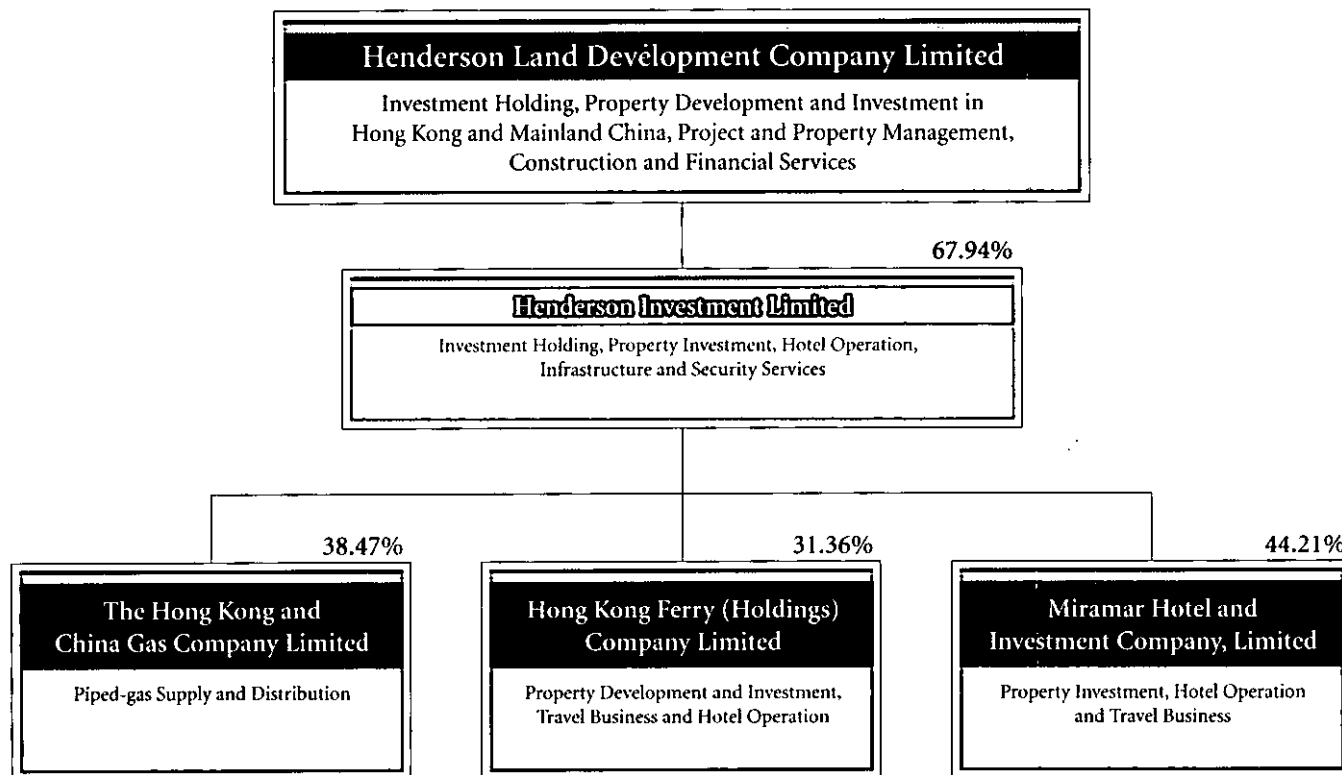 Henderson Land Development Company Limited
Investment Holding, Property Development and Investment in
Hong Kong and Mainland China, Project and Property Management,
Construction and Financial Services
67.94%
Henderson Investment Limited
Investment Holding, Property Investment, Hotel Operation,
Infrastructure and Security Services
38.47%
The Hong Kong and
China Gas Company Limited
Piped-gas Supply and Distribution
31.36%
Hong Kong Ferry (Holdings)
Company Limited
Property Development and Investment,
Travel Business and Hotel Operation
44.21%
Miramar Hotel and
Investment Company, Limited
Property Investment, Hotel Operation
and Travel Business